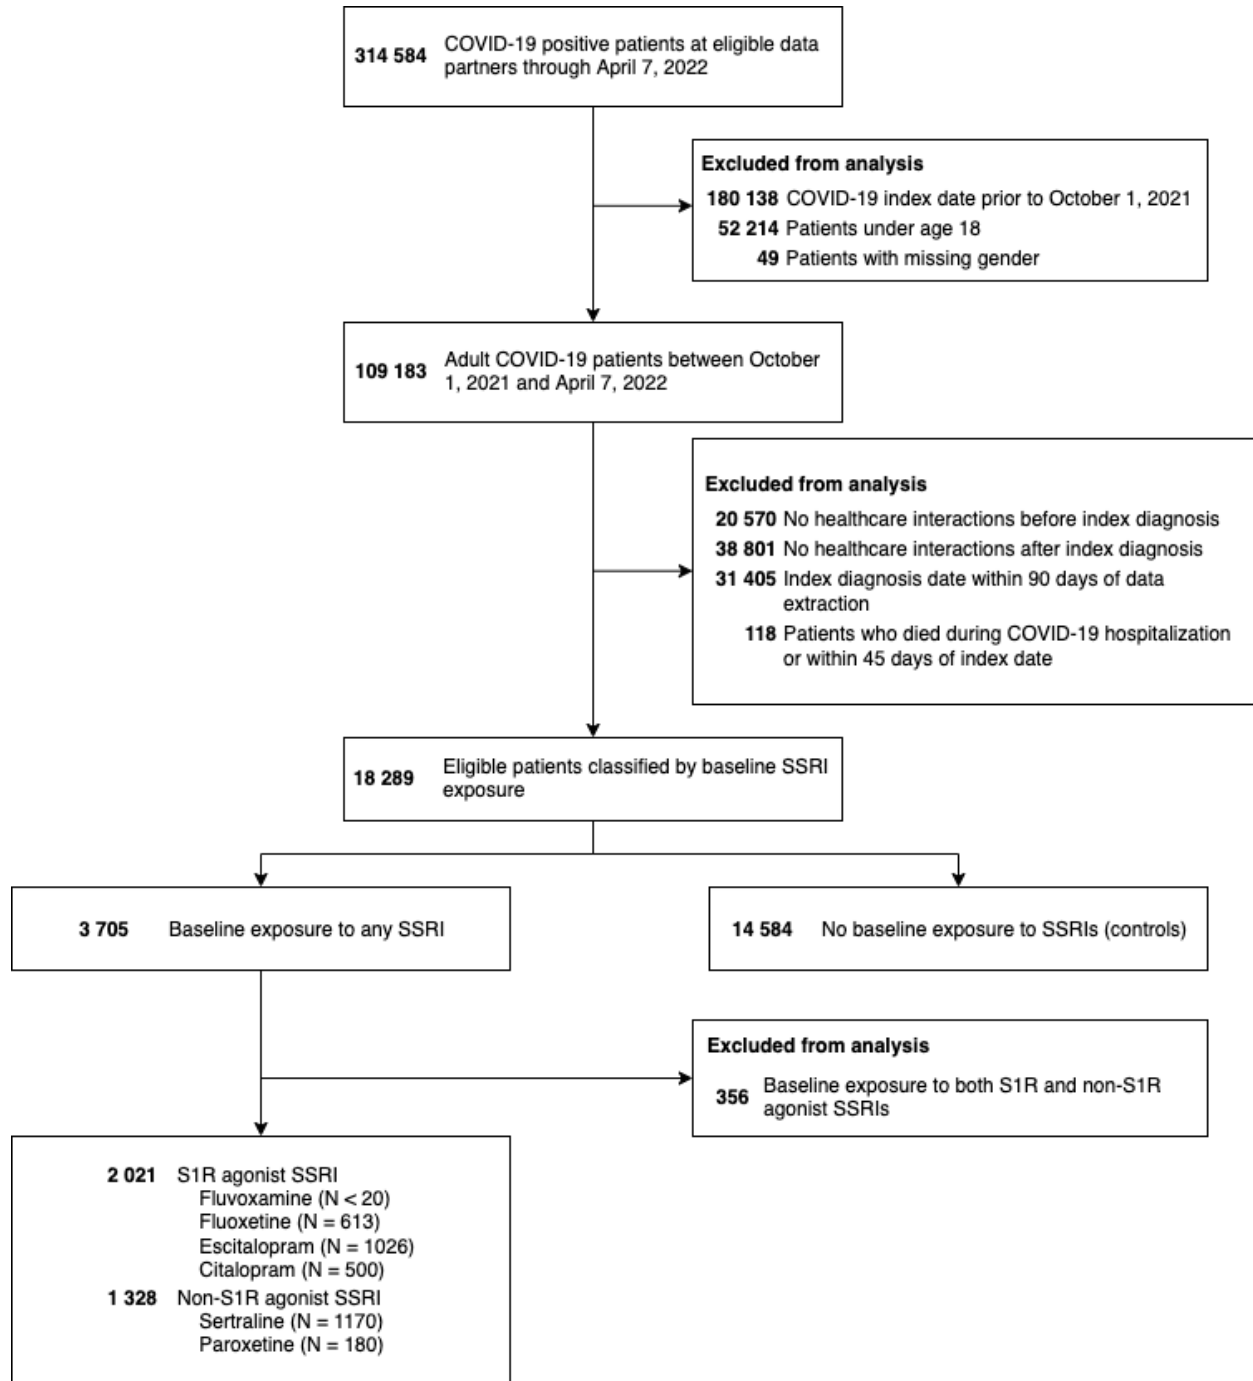 314 584 COVID-19 positive patients at eligible data
partners through April 7, 2022
Excluded from analysis
180 138 COVID-19 index date prior to October 1, 2021
52 214 Patients under age 18
49 Patients with missing gender
109 183 Adult COVID-19 patients between October
1, 2021 and April 7, 2022
Excluded from analysis
20 570 No healthcare interactions before index diagnosis
38 801 No healthcare interactions after index diagnosis
31 405 Index diagnosis date within 90 days of data
extraction
118 Patients who died during COVID-19 hospitalization
or within 45 days of index date
18 289 Eligible patients classified by baseline SSRI
exposure
3 705 Baseline exposure to any SSRI
14 584 No baseline exposure to SSRIs (controls)
Excluded from analysis
356 Baseline exposure to both S1R and non-S1R
agonist SSRIs
2 021 S1R agonist SSRI
Fluvoxamine (N < 20)
Fluoxetine (N = 613)
Escitalopram (N = 1026)
Citalopram (N = 500)
1 328 Non-S1R agonist SSRI
Sertraline (N = 1170)
Paroxetine (N = 180)